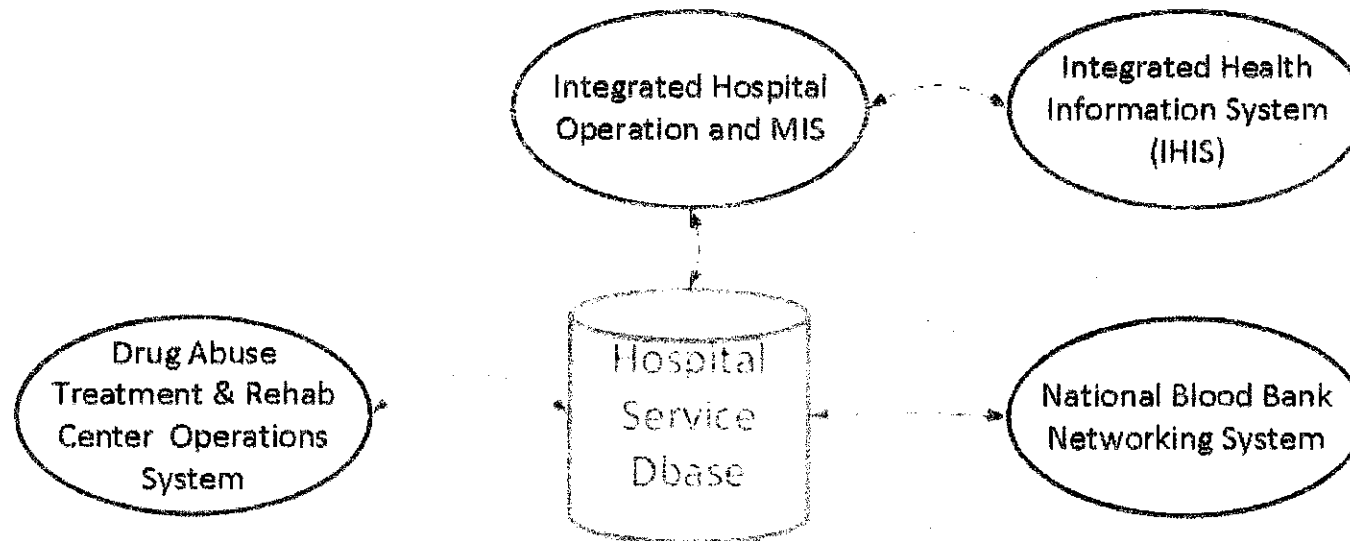 Integrated Hospital
Operation and MIS
Integrated Health
Information System
(IHIS)
Hospital
Service
Dbase
Drug Abuse
Treatment & Rehab
Center Operations
System
National Blood Bank
Networking System